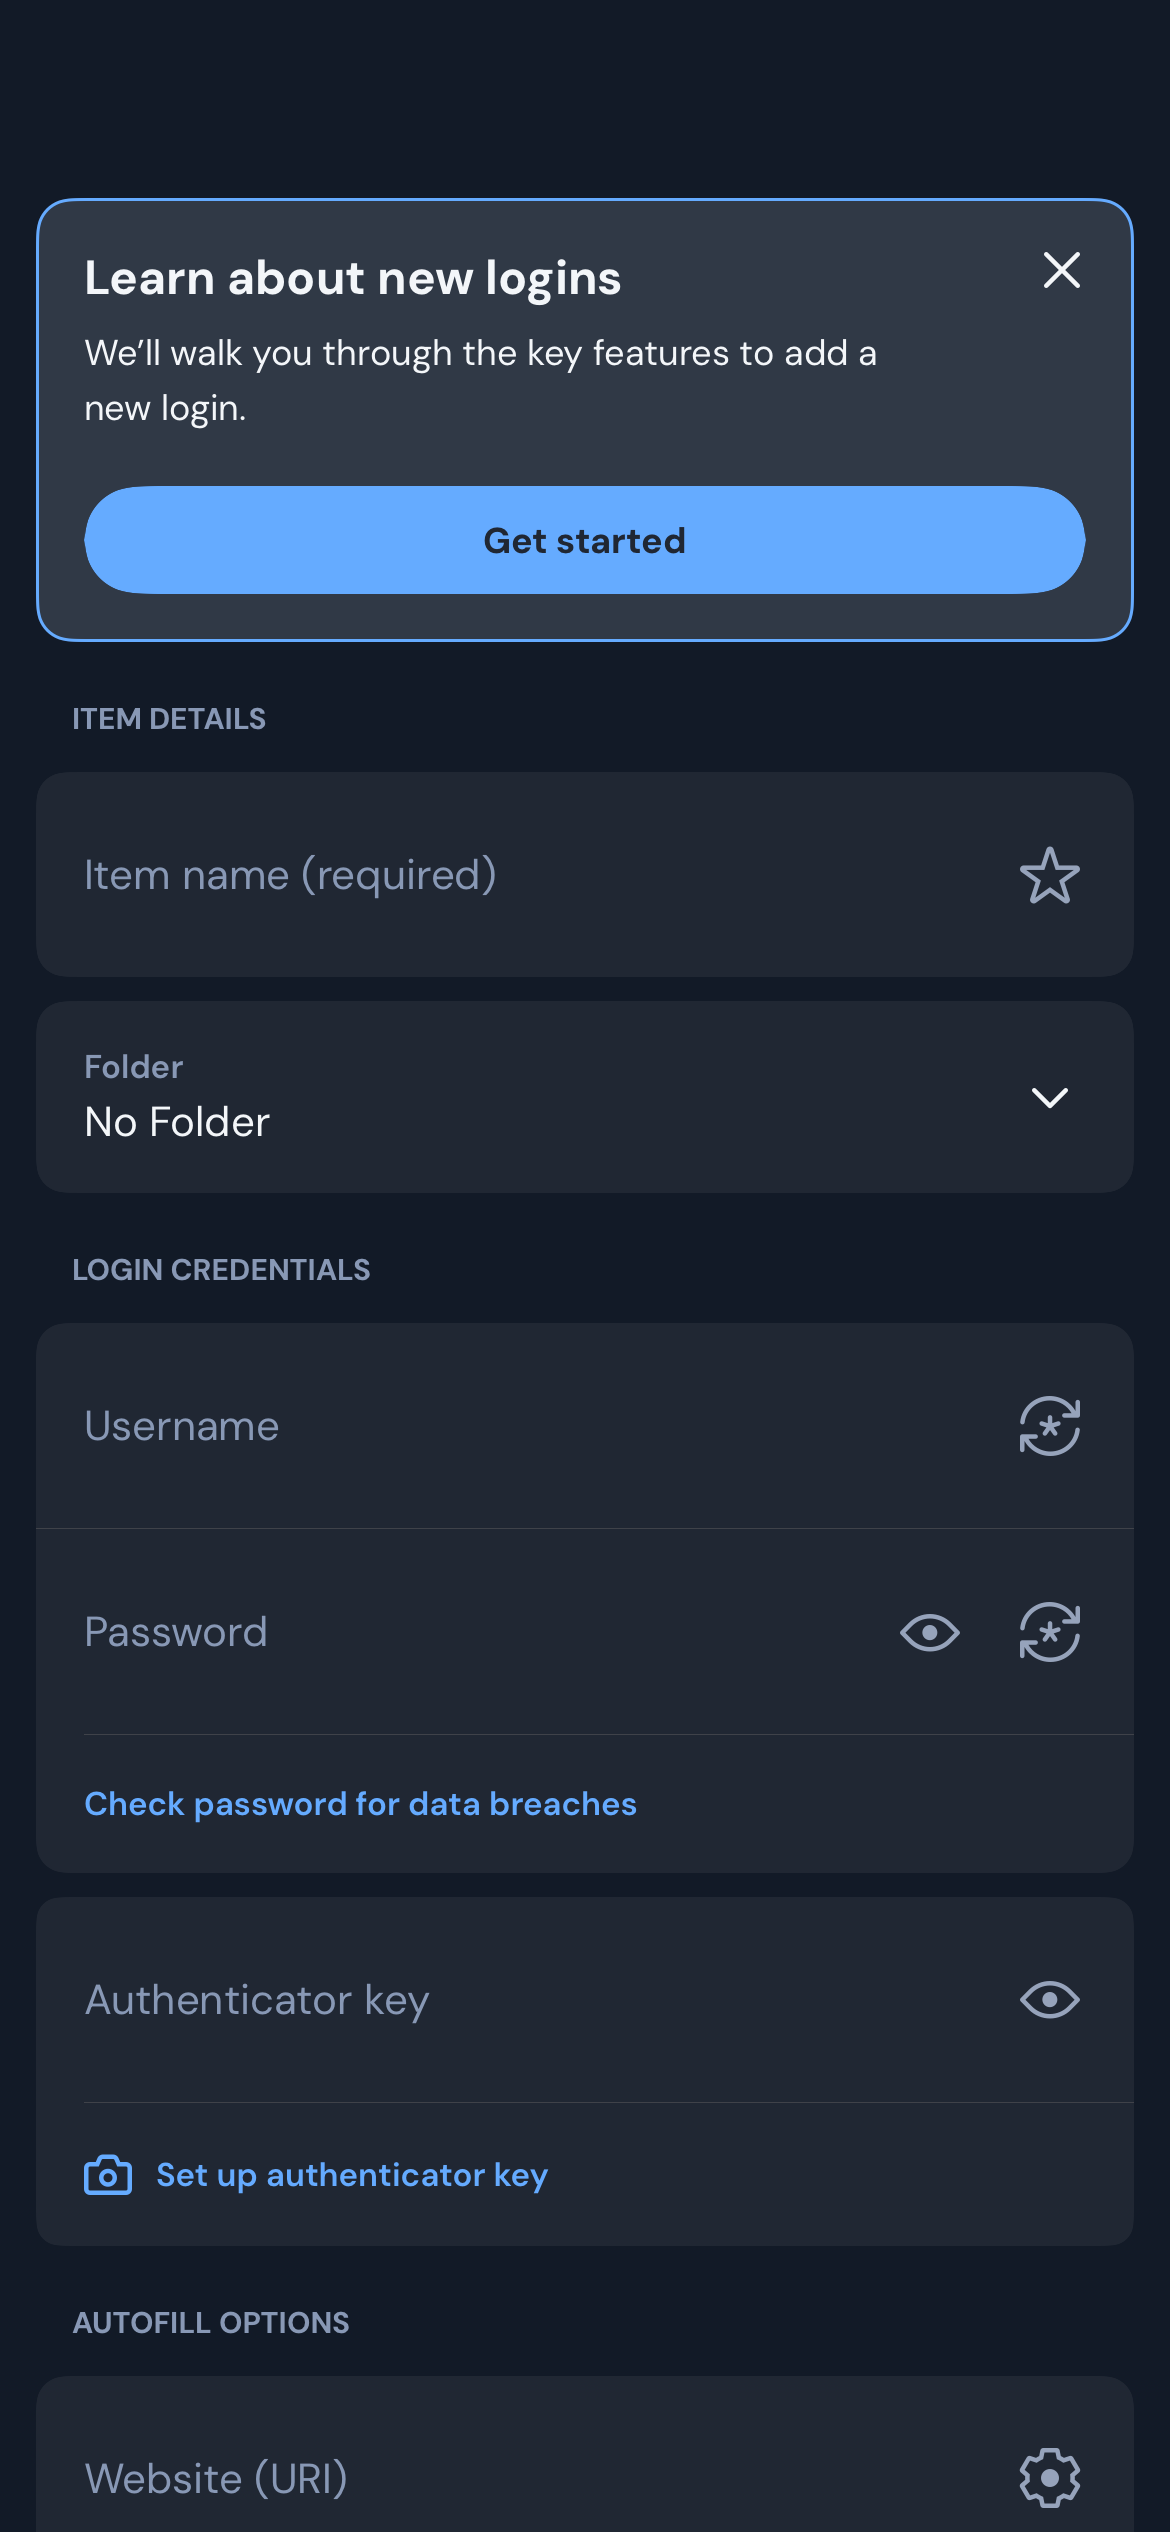 Learn about new logins
We’ll walk you through the key features to add a
new login.
Get started
ITEM DETAILS
Item name (required)
Folder
No Folder
LOGIN CREDENTIALS
Username
Password
Check password for data breaches
Authenticator key
Set up authenticator key
AUTOFILL OPTIONS
Website (URI)